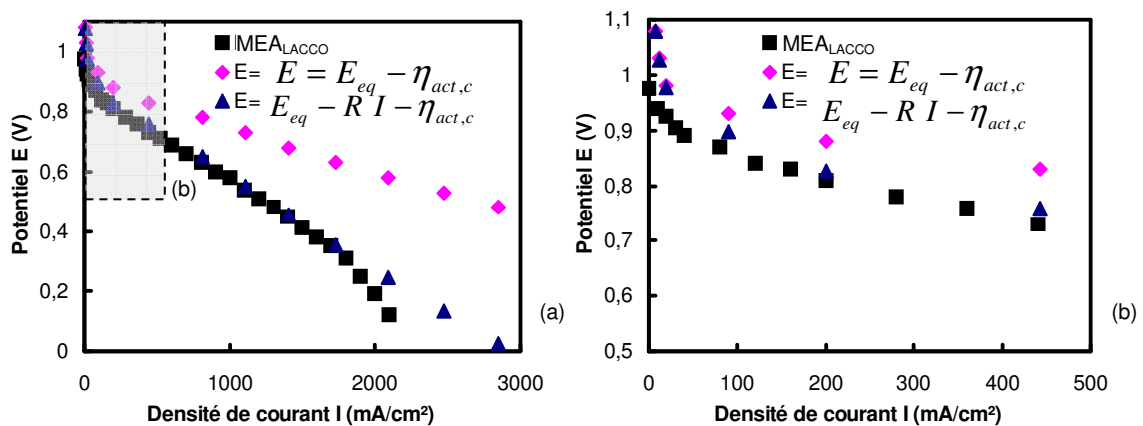 1
0,8
0,6
0,4
0,2
0
0
1000
2000
3000
Potentiel E (V)
Densité de courant I (mA/cm²)
MEA_LACCO
E= E = E_eq − η_act,c
E= E_eq − R I − η_act,c
(b)
(a)
1,1
1
0,9
0,8
0,7
0,6
0,5
0
100
200
300
400
500
Potentiel E (V)
Densité de courant I (mA/cm²)
MEA_LACCO
E= E = E_eq − η_act,c
E= E_eq − R I − η_act,c
(b)